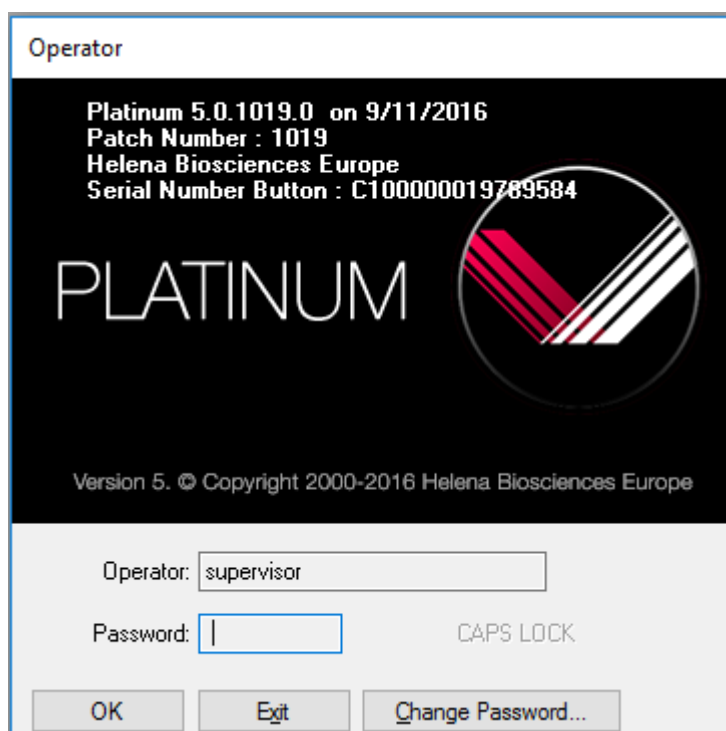 Operator
Platinum 5.0.1019.0 on 9/11/2016
Patch Number : 1019
Helena Biosciences Europe
Serial Number Button : C100000019789584
PLATINUM
Version 5. © Copyright 2000-2016 Helena Biosciences Europe
Operator: supervisor
Password: CAPS LOCK
OK Exit Change Password...